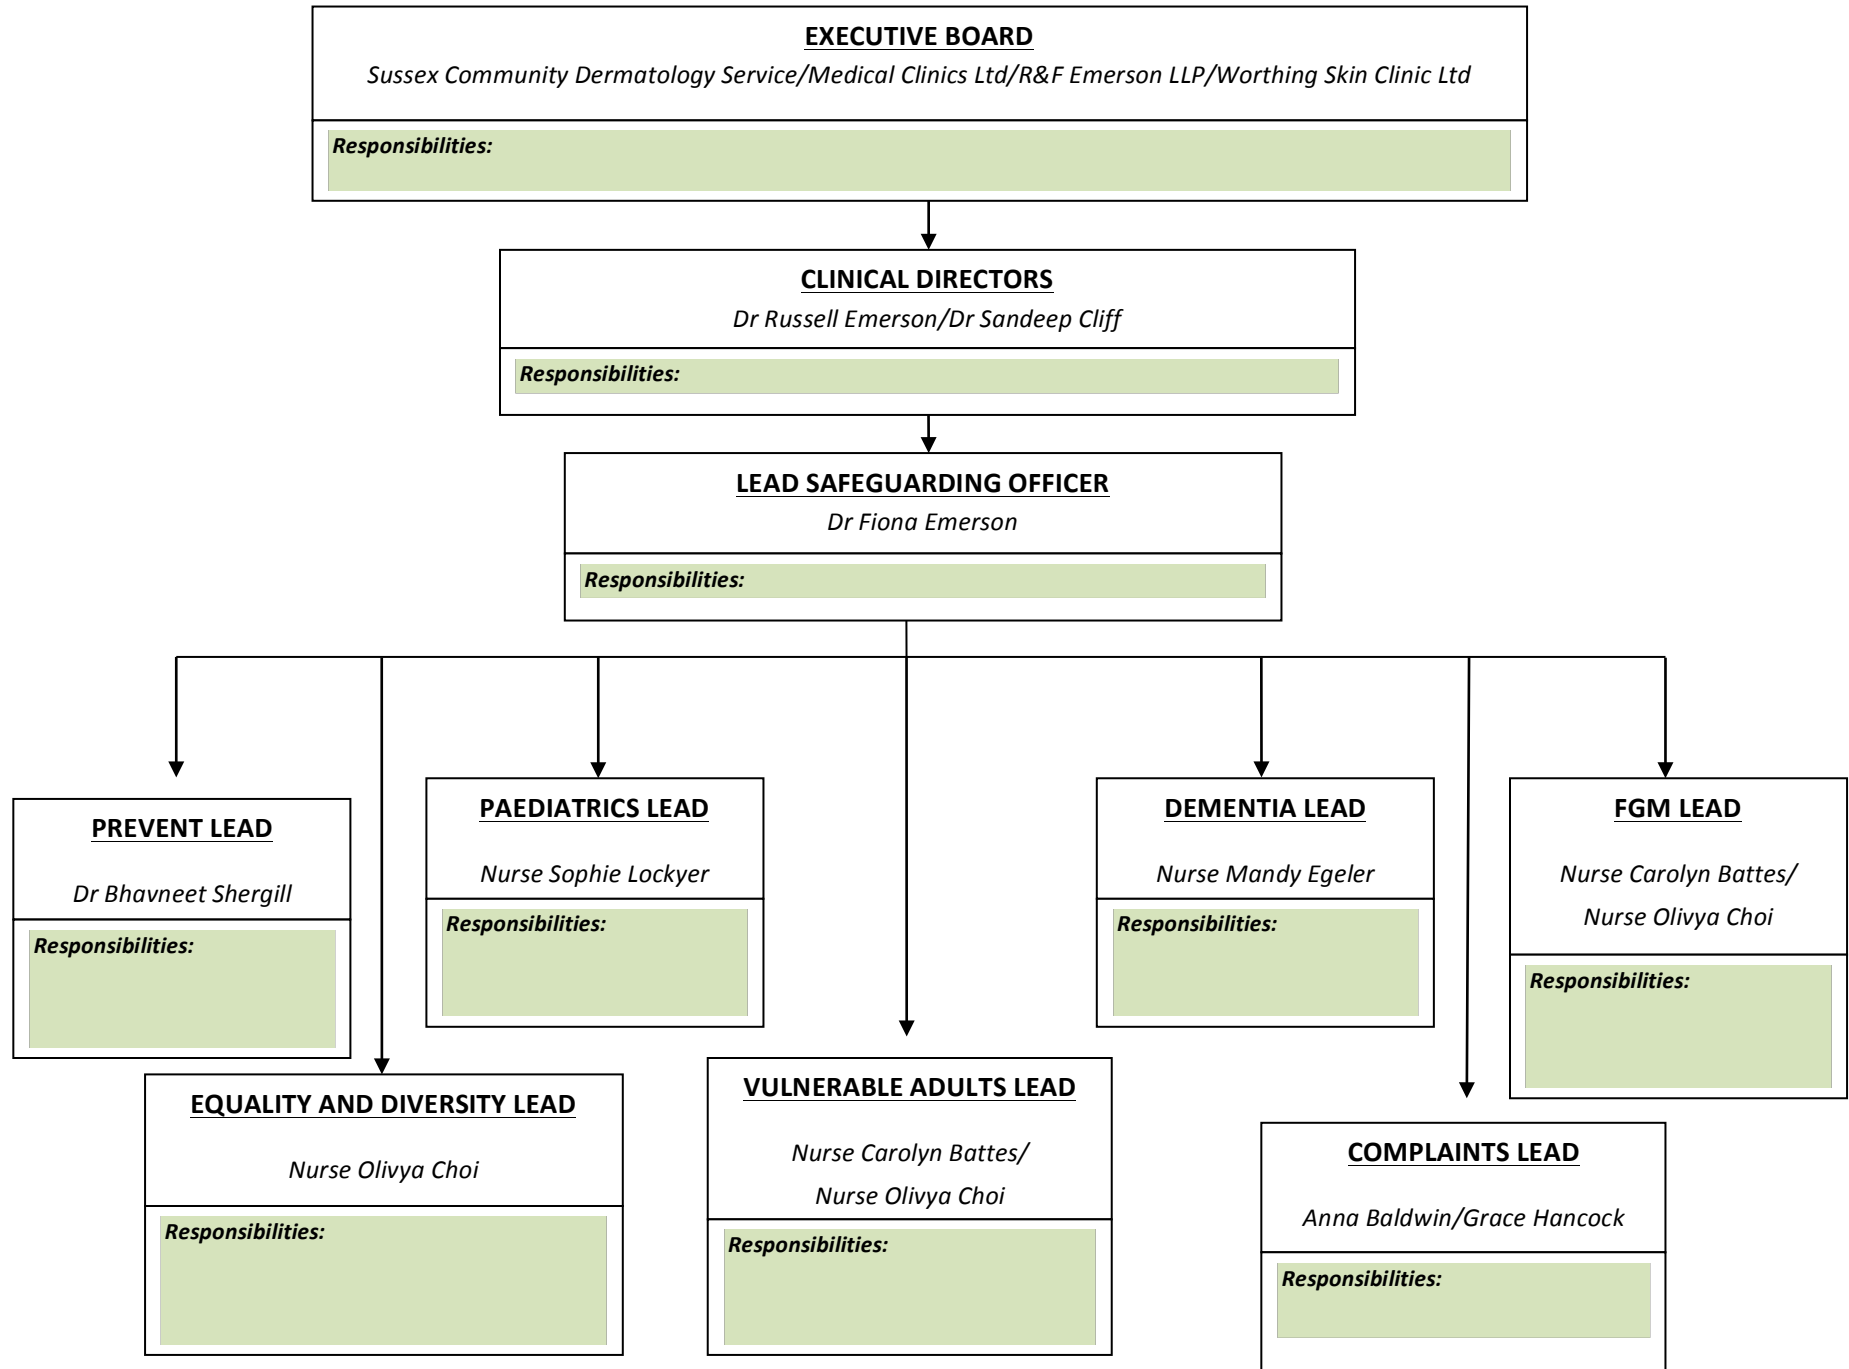 EXECUTIVE BOARD
Sussex Community Dermatology Service/Medical Clinics Ltd/R&F Emerson LLP/Worthing Skin Clinic Ltd
Responsibilities:
CLINICAL DIRECTORS
Dr Russell Emerson/Dr Sandeep Cliff
Responsibilities:
LEAD SAFEGUARDING OFFICER
Dr Fiona Emerson
Responsibilities:
PREVENT LEAD
Dr Bhavneet Shergill
Responsibilities:
PAEDIATRICS LEAD
Nurse Sophie Lockyer
Responsibilities:
DEMENTIA LEAD
Nurse Mandy Egeler
Responsibilities:
FGM LEAD
Nurse Carolyn Battes/
Nurse Olivya Choi
Responsibilities:
EQUALITY AND DIVERSITY LEAD
Nurse Olivya Choi
Responsibilities:
VULNERABLE ADULTS LEAD
Nurse Carolyn Battes/
Nurse Olivya Choi
Responsibilities:
COMPLAINTS LEAD
Anna Baldwin/Grace Hancock
Responsibilities: